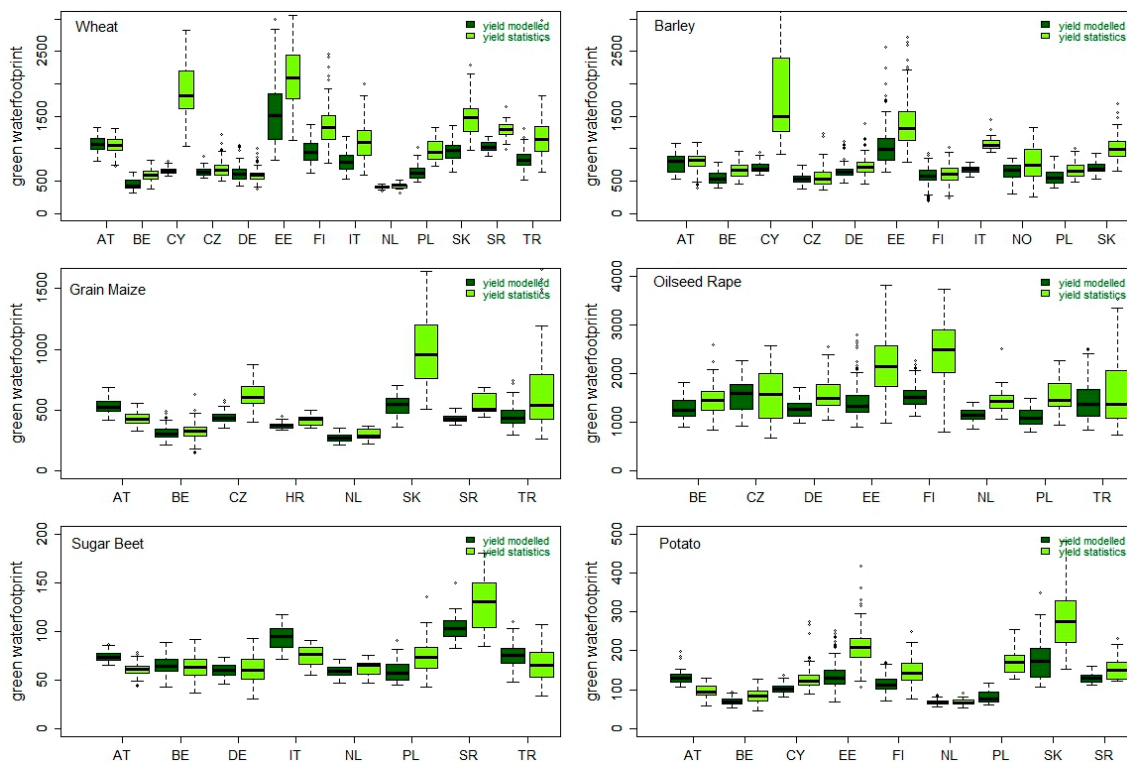 Wheat
yield modelled
yield statistics
green waterfootprint
0 500 1500 2500
AT BE CY CZ DE EE FI IT NL PL SK SR TR
Barley
yield modelled
yield statistics
green waterfootprint
0 500 1500 2500
AT BE CY CZ DE EE FI IT NO PL SK
Grain Maize
yield modelled
yield statistics
green waterfootprint
0 500 1000 1500
AT BE CZ HR NL SK SR TR
Oilseed Rape
yield modelled
yield statistics
green waterfootprint
0 1000 2000 3000 4000
BE CZ DE EE FI NL PL TR
Sugar Beet
yield modelled
yield statistics
green waterfootprint
0 50 100 150 200
AT BE DE IT NL PL SR TR
Potato
yield modelled
yield statistics
green waterfootprint
0 100 200 300 400 500
AT BE CY EE FI NL PL SK SR